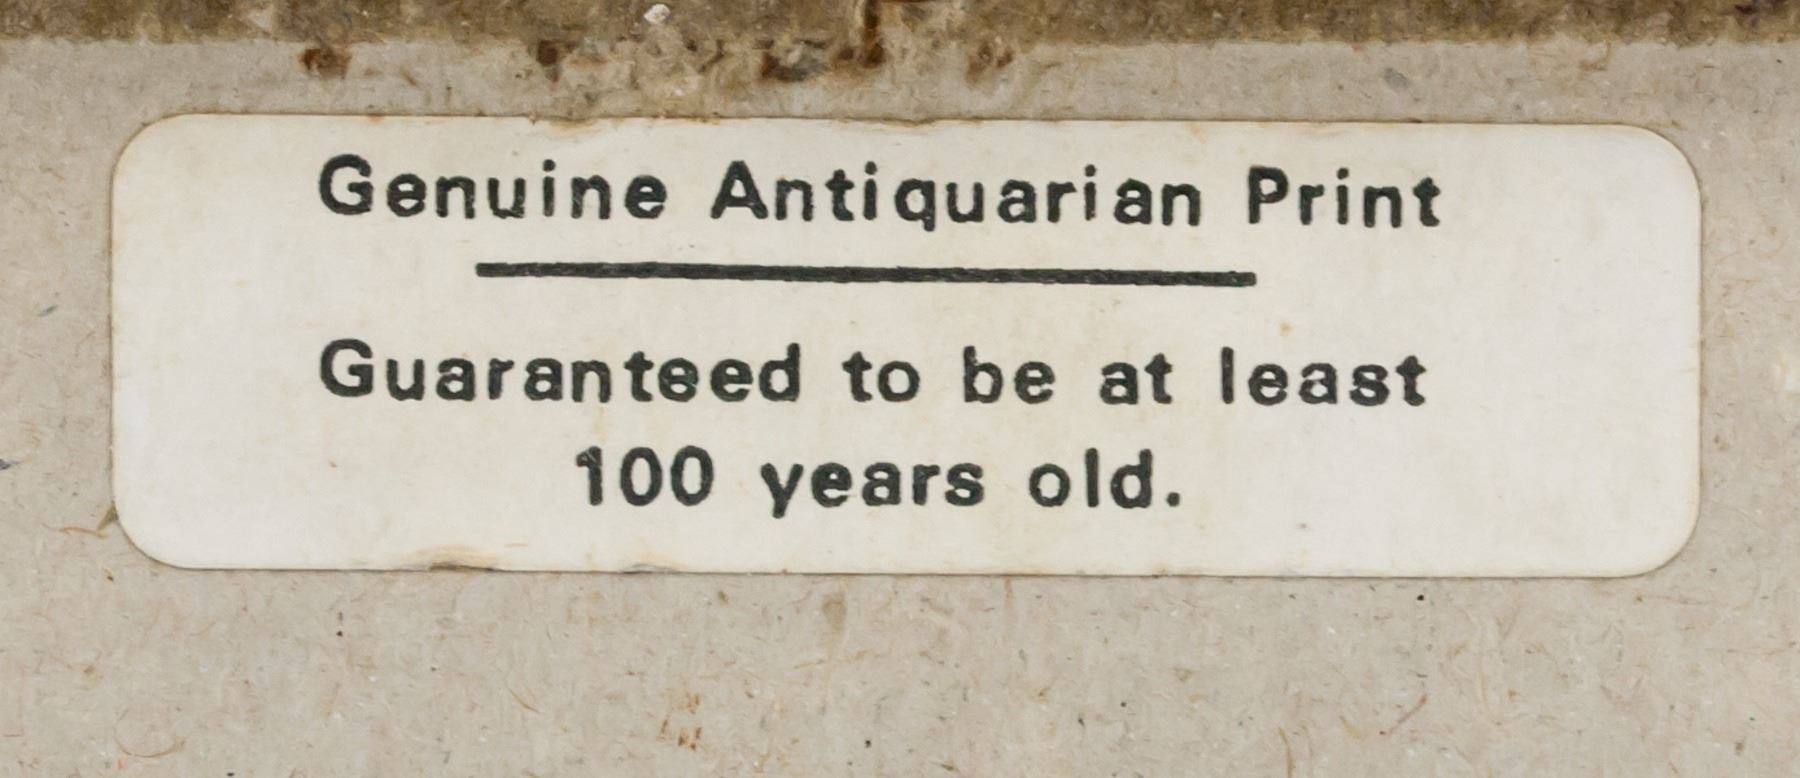 Genuine Antiquarian Print
Guaranteed to be at least
100 years old.